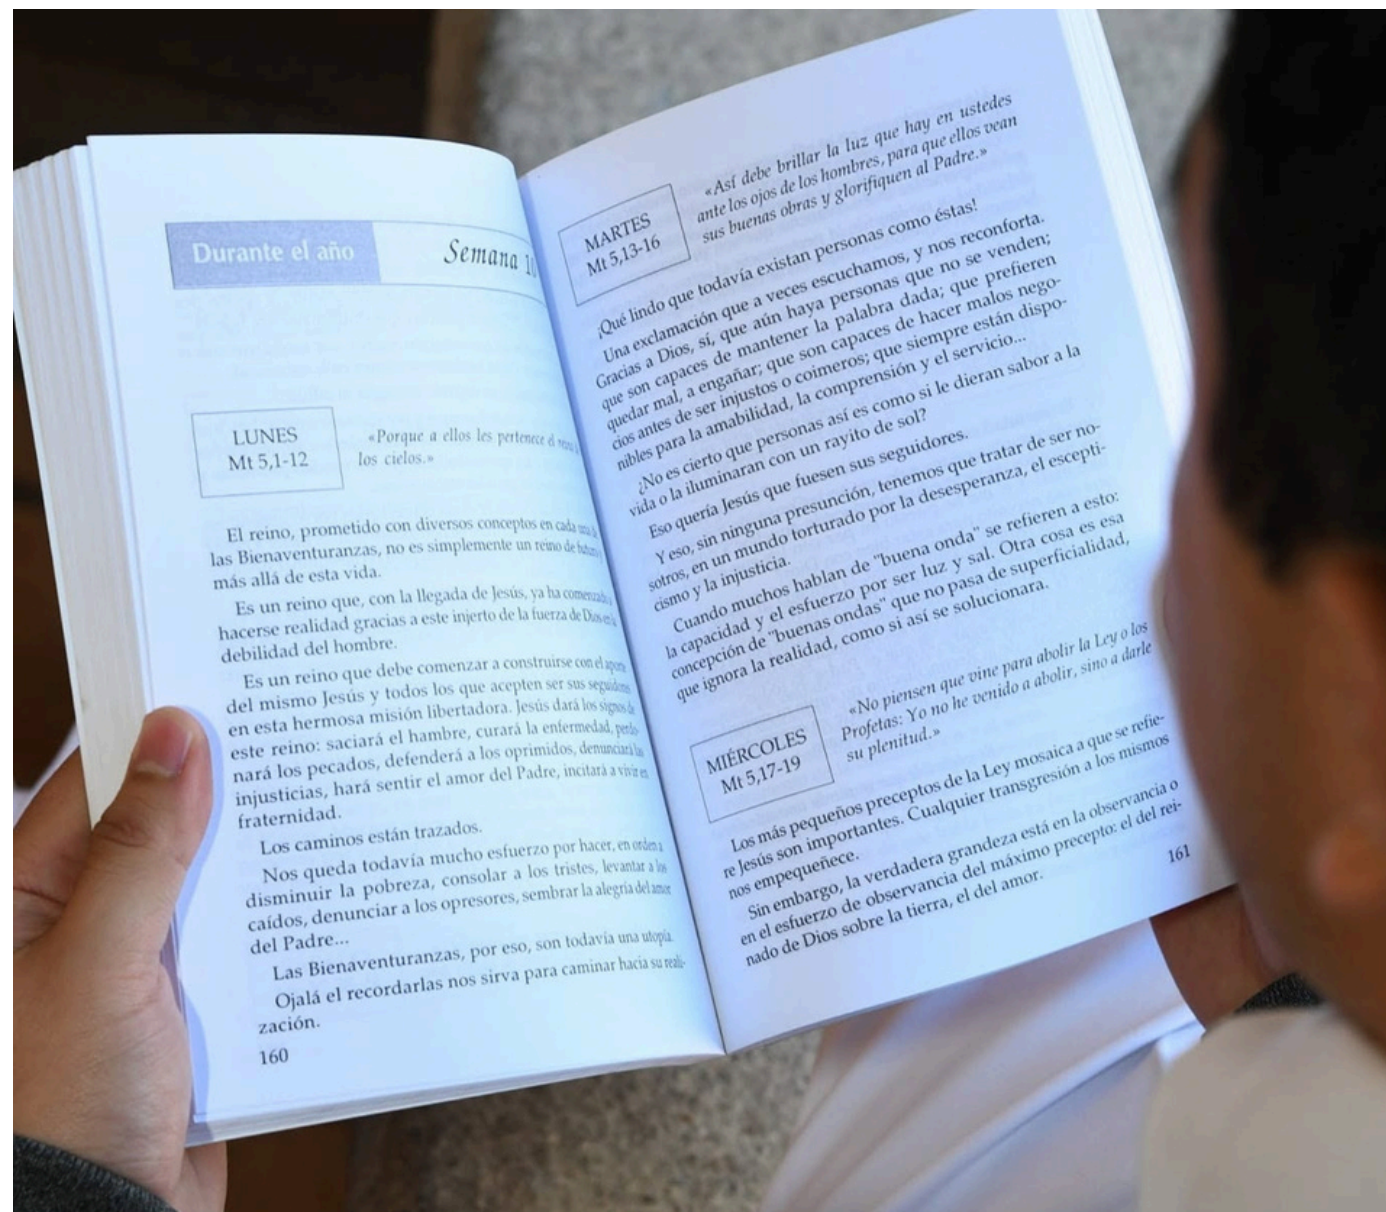 Durante el año
Semana 10
LUNES
Mt 5,1-12
«Porque a ellos les pertenece el
los cielos.»
El reino, prometido con diversos conceptos en cada una de
las Bienaventuranzas, no es simplemente un reino de futuro
más allá de esta vida.
Es un reino que, con la llegada de Jesús, ya ha comenzado a
hacerse realidad gracias a este injerto de la fuerza de Dios en la
debilidad del hombre.
Es un reino que debe comenzar a construirse con el aporte
del mismo Jesús y todos los que acepten ser sus seguidores
en esta hermosa misión libertadora. Jesús dará los signos de
este reino: saciará el hambre, curará la enfermedad, perdo-
nará los pecados, defenderá a los oprimidos, denunciará las
injusticias, hará sentir el amor del Padre, incitará a vivir en
fraternidad.
Los caminos están trazados.
Nos queda todavía mucho esfuerzo por hacer, en orden a
disminuir la pobreza, consolar a los tristes, levantar a los
caídos, denunciar a los opresores, sembrar la alegría del amor
del Padre...
Las Bienaventuranzas, por eso, son todavía una utopía.
Ojalá el recordarlas nos sirva para caminar hacia su reali-
zación.
160
MARTES
Mt 5,13-16
«Así debe brillar la luz que hay en ustedes
ante los ojos de los hombres, para que ellos vean
sus buenas obras y glorifiquen al Padre.»
¡Qué lindo que todavía existan personas como éstas!
Una exclamación que a veces escuchamos, y nos reconforta.
Gracias a Dios, sí, que aún haya personas que no se venden;
que son capaces de mantener la palabra dada; que prefieren
quedar mal, a engañar; que son capaces de hacer malos nego-
cios antes de ser injustos o coimeros; que siempre están dispo-
nibles para la amabilidad, la comprensión y el servicio...
¿No es cierto que personas así es como si le dieran sabor a la
vida o la iluminaran con un rayito de sol?
Eso quería Jesús que fuesen sus seguidores.
Y eso, sin ninguna presunción, tenemos que tratar de ser no-
sotros, en un mundo torturado por la desesperanza, el escepti-
cismo y la injusticia.
Cuando muchos hablan de "buena onda" se refieren a esto:
la capacidad y el esfuerzo por ser luz y sal. Otra cosa es esa
concepción de "buenas ondas" que no pasa de superficialidad,
que ignora la realidad, como si así se solucionara.
MIÉRCOLES
Mt 5,17-19
«No piensen que vine para abolir la Ley o los
Profetas: Yo no he venido a abolir, sino a darle
su plenitud.»
Los más pequeños preceptos de la Ley mosaica a que se refie-
re Jesús son importantes. Cualquier transgresión a los mismos
nos empequeñece.
Sin embargo, la verdadera grandeza está en la observancia o
en el esfuerzo de observancia del máximo precepto: el del rei-
nado de Dios sobre la tierra, el del amor.
161